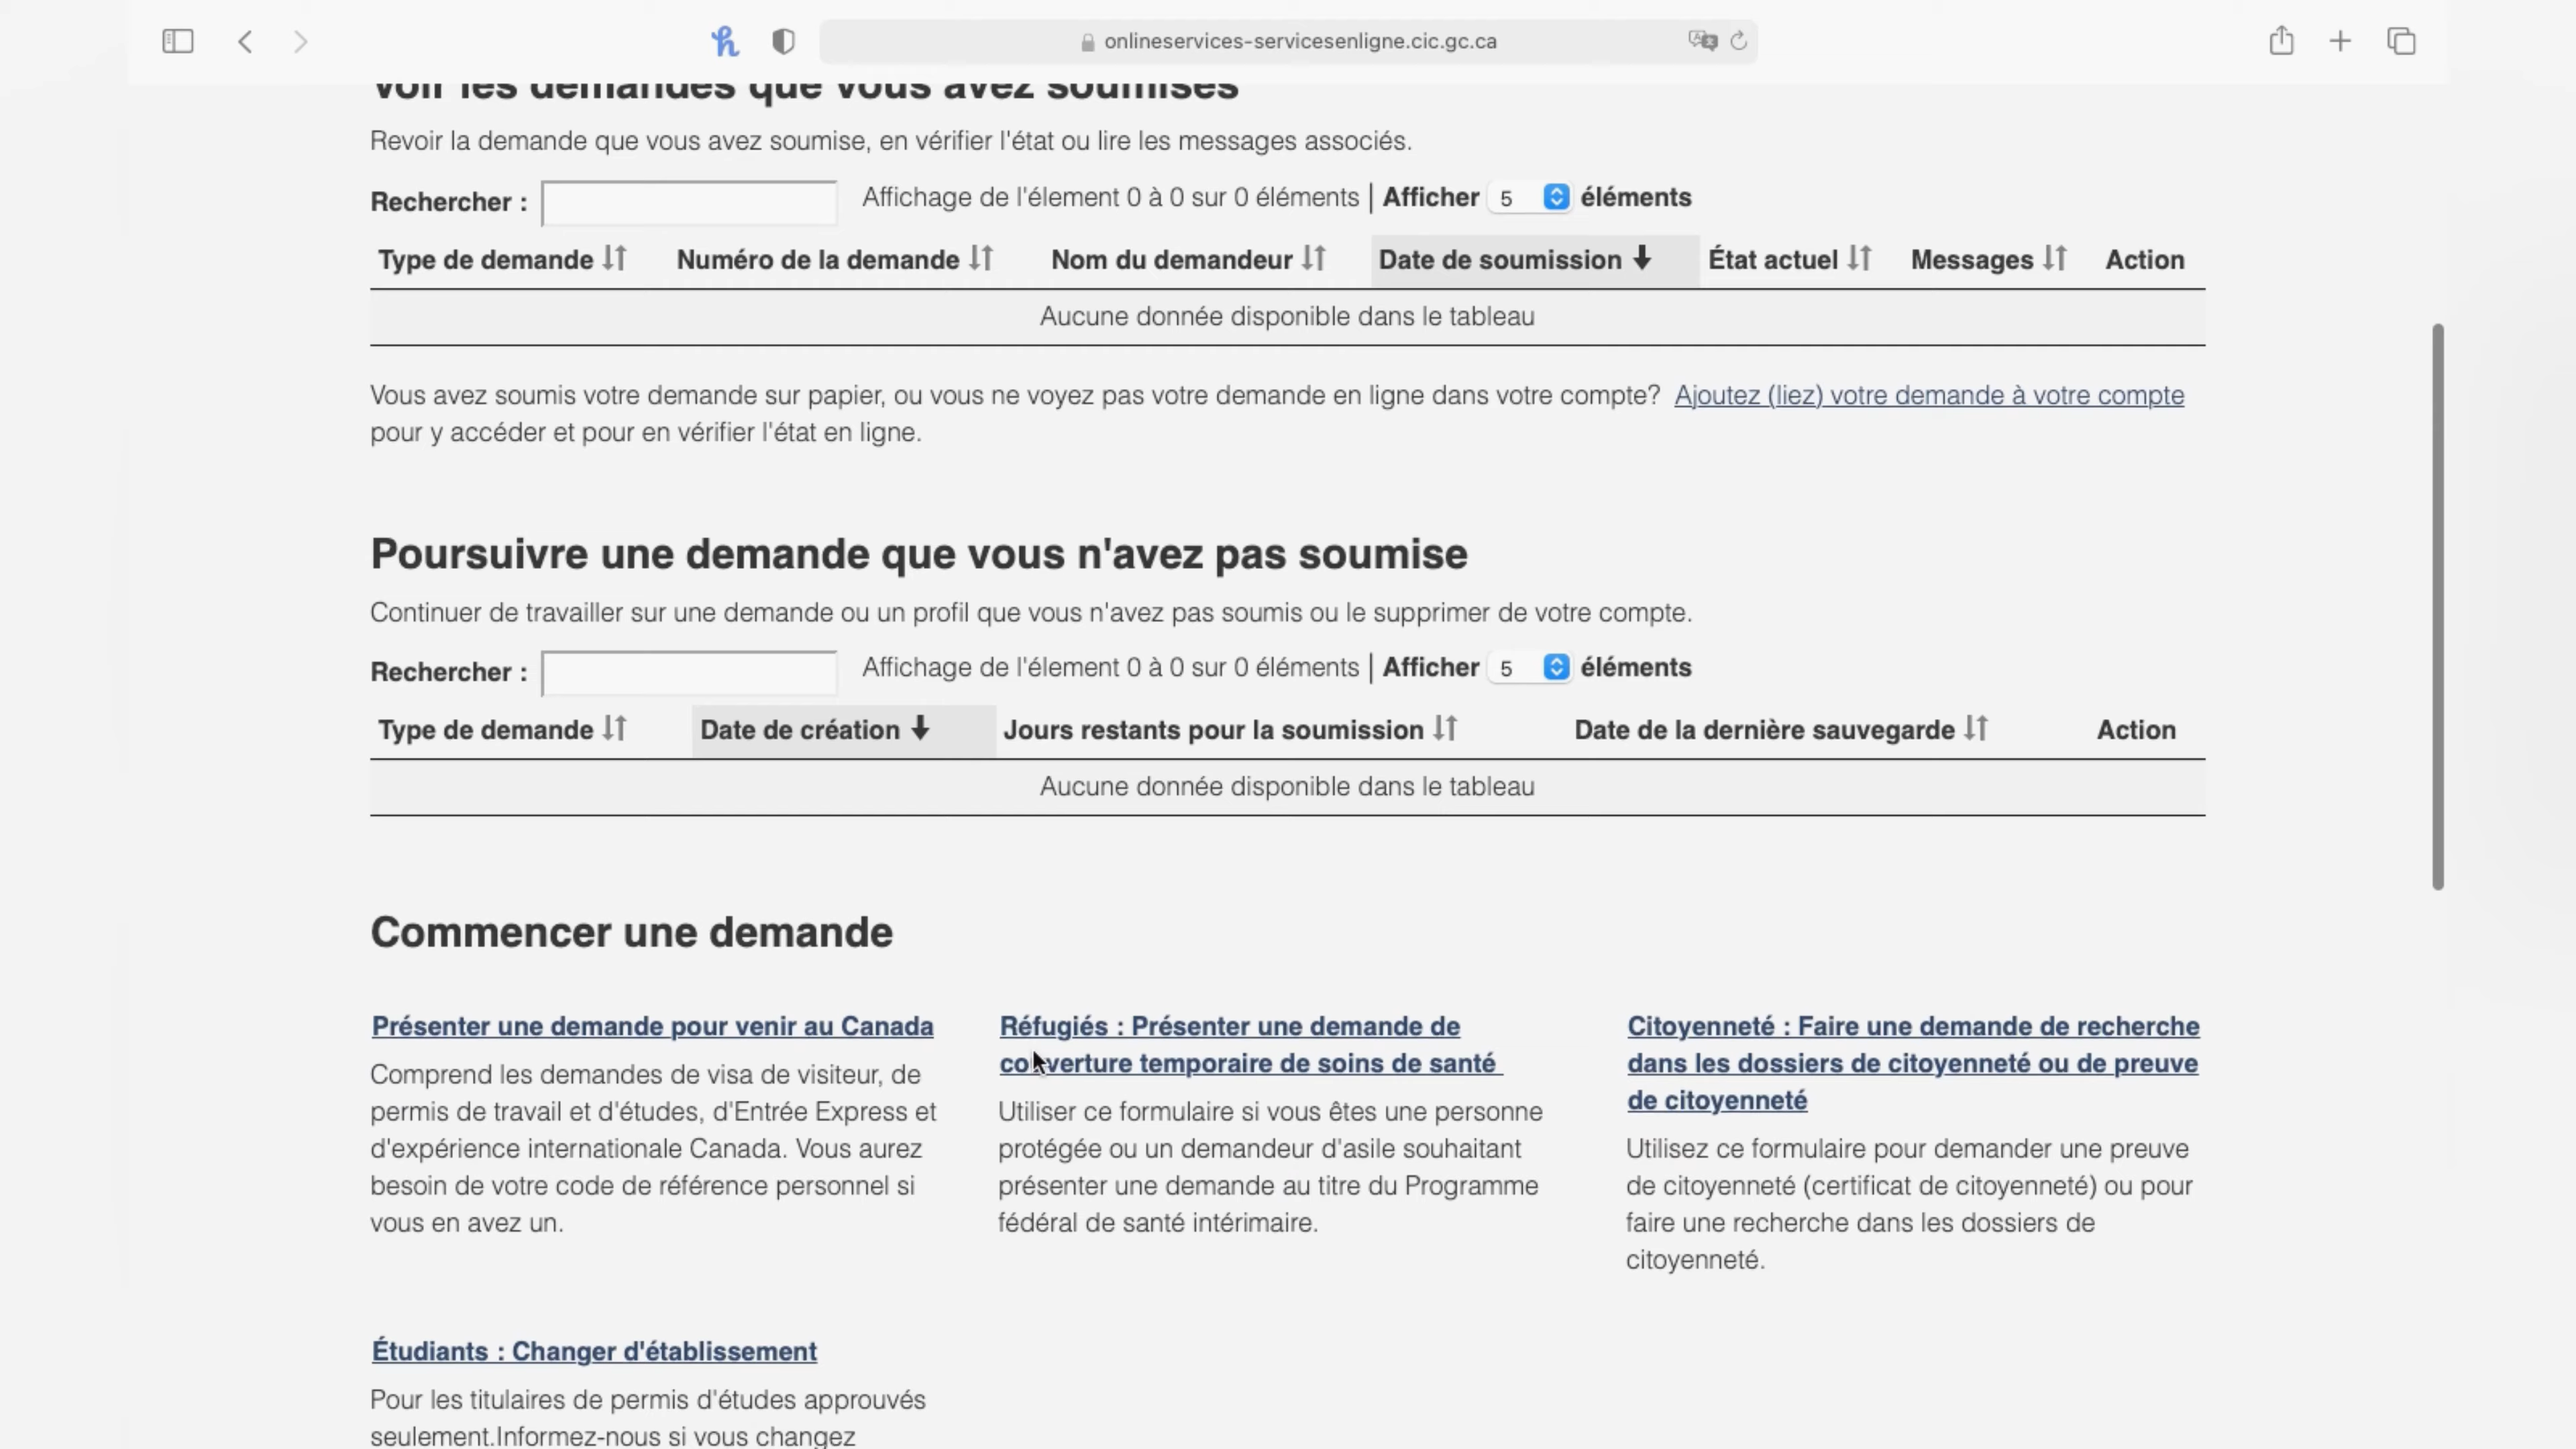 onlineservices-servicesenligne.cic.gc.ca
Voir les demandes que vous avez soumises
Revoir la demande que vous avez soumise, en vérifier l'état ou lire les messages associés.
Rechercher : Affichage de l'élement 0 à 0 sur 0 éléments | Afficher 5 éléments
Type de demande Numéro de la demande Nom du demandeur Date de soumission État actuel Messages Action
Aucune donnée disponible dans le tableau
Vous avez soumis votre demande sur papier, ou vous ne voyez pas votre demande en ligne dans votre compte? Ajoutez (liez) votre demande à votre compte
pour y accéder et pour en vérifier l'état en ligne.
Poursuivre une demande que vous n'avez pas soumise
Continuer de travailler sur une demande ou un profil que vous n'avez pas soumis ou le supprimer de votre compte.
Rechercher : Affichage de l'élement 0 à 0 sur 0 éléments | Afficher 5 éléments
Type de demande Date de création Jours restants pour la soumission Date de la dernière sauvegarde Action
Aucune donnée disponible dans le tableau
Commencer une demande
Présenter une demande pour venir au Canada
Comprend les demandes de visa de visiteur, de
permis de travail et d'études, d'Entrée Express et
d'expérience internationale Canada. Vous aurez
besoin de votre code de référence personnel si
vous en avez un.
Réfugiés : Présenter une demande de
couverture temporaire de soins de santé
Utiliser ce formulaire si vous êtes une personne
protégée ou un demandeur d'asile souhaitant
présenter une demande au titre du Programme
fédéral de santé intérimaire.
Citoyenneté : Faire une demande de recherche
dans les dossiers de citoyenneté ou de preuve
de citoyenneté
Utilisez ce formulaire pour demander une preuve
de citoyenneté (certificat de citoyenneté) ou pour
faire une recherche dans les dossiers de
citoyenneté.
Étudiants : Changer d'établissement
Pour les titulaires de permis d'études approuvés
seulement.Informez-nous si vous changez